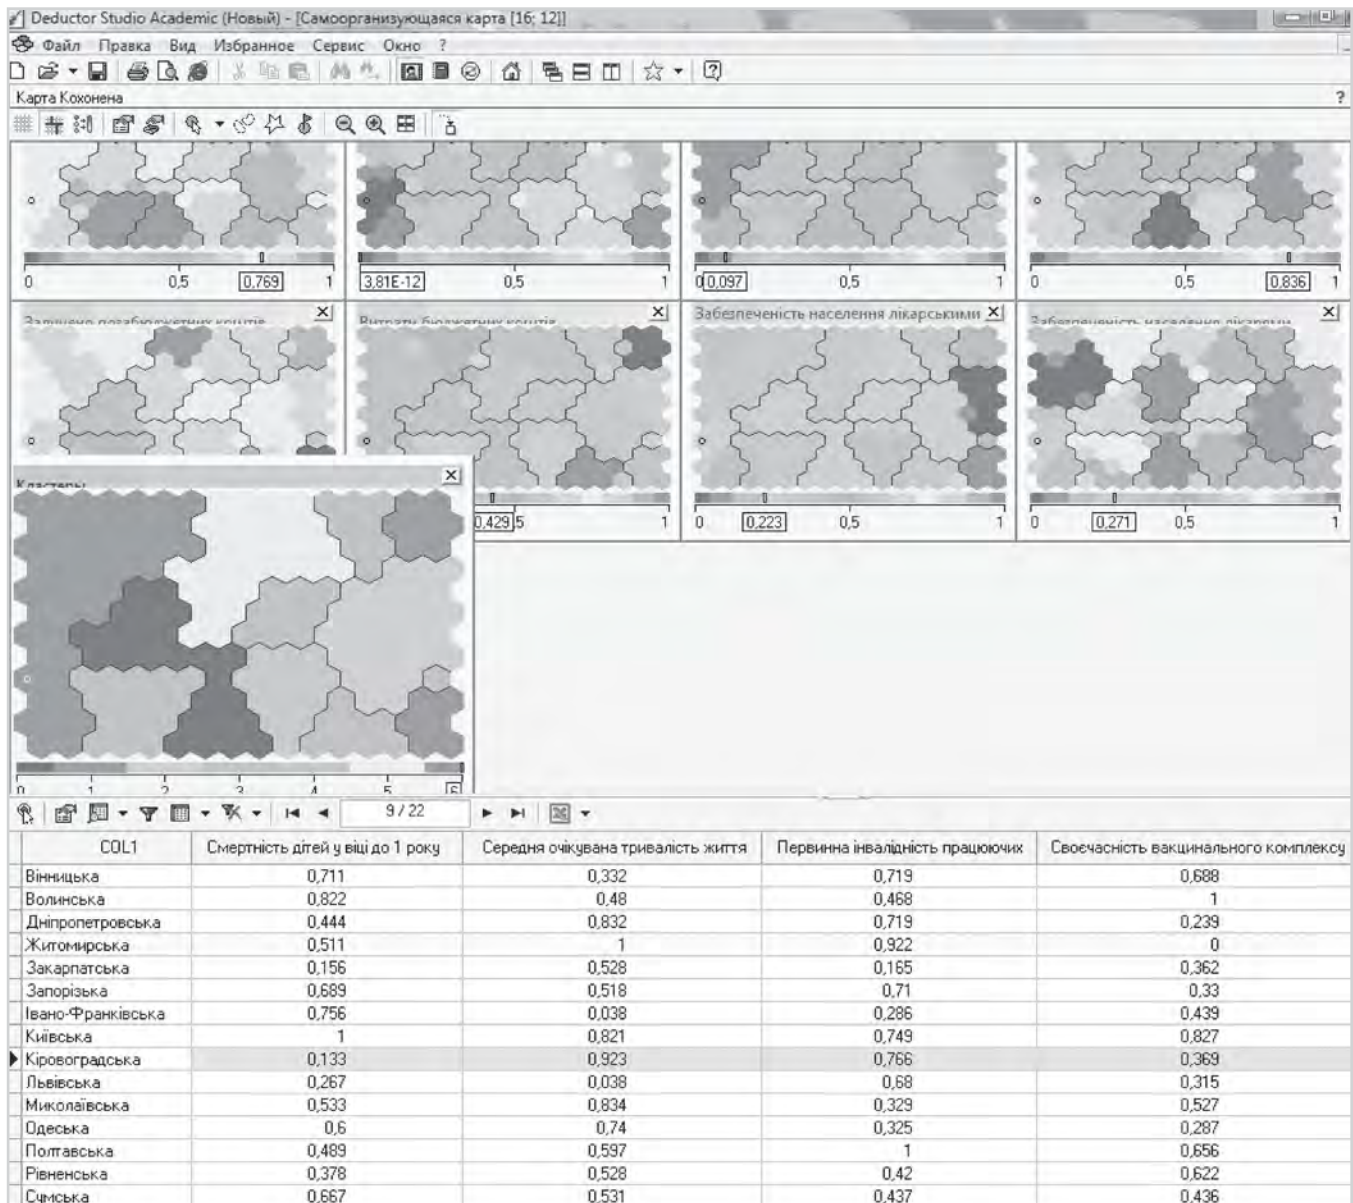 Deductor Studio Academic (Новый) - [Самоорганизующаяся карта [16; 12]]
Файл Правка Вид Избранное Сервис Окно ?
Карта Кохонена ?
0 0,5 0,769 1
3,81E-12 0,5 1
0 0,097 0,5 1
0 0,5 0,836 1
Залучено позабюджетних коштів
Витрати бюджетних коштів
Забезпеченість населення лікарськими
Забезпеченість населення лікарями
Кластеры
0,429 5 1
0 0,223 0,5 1
0 0,271 0,5 1
0 1 2 3 4 5 6
9 / 22
COL1 Смертність дітей у віці до 1 року Середня очікувана тривалість життя Первинна інвалідність працюючих Своєчасність вакцинального комплексу
Вінницька 0,711 0,332 0,719 0,688
Волинська 0,822 0,48 0,468 1
Дніпропетровська 0,444 0,832 0,719 0,239
Житомирська 0,511 1 0,922 0
Закарпатська 0,156 0,528 0,165 0,362
Запорізька 0,689 0,518 0,71 0,33
Івано-Франківська 0,756 0,038 0,286 0,439
Київська 1 0,821 0,749 0,827
Кіровоградська 0,133 0,923 0,766 0,369
Львівська 0,267 0,038 0,68 0,315
Миколаївська 0,533 0,834 0,329 0,527
Одеська 0,6 0,74 0,325 0,287
Полтавська 0,489 0,597 1 0,656
Рівненська 0,378 0,528 0,42 0,622
Сумська 0,667 0,531 0,437 0,436